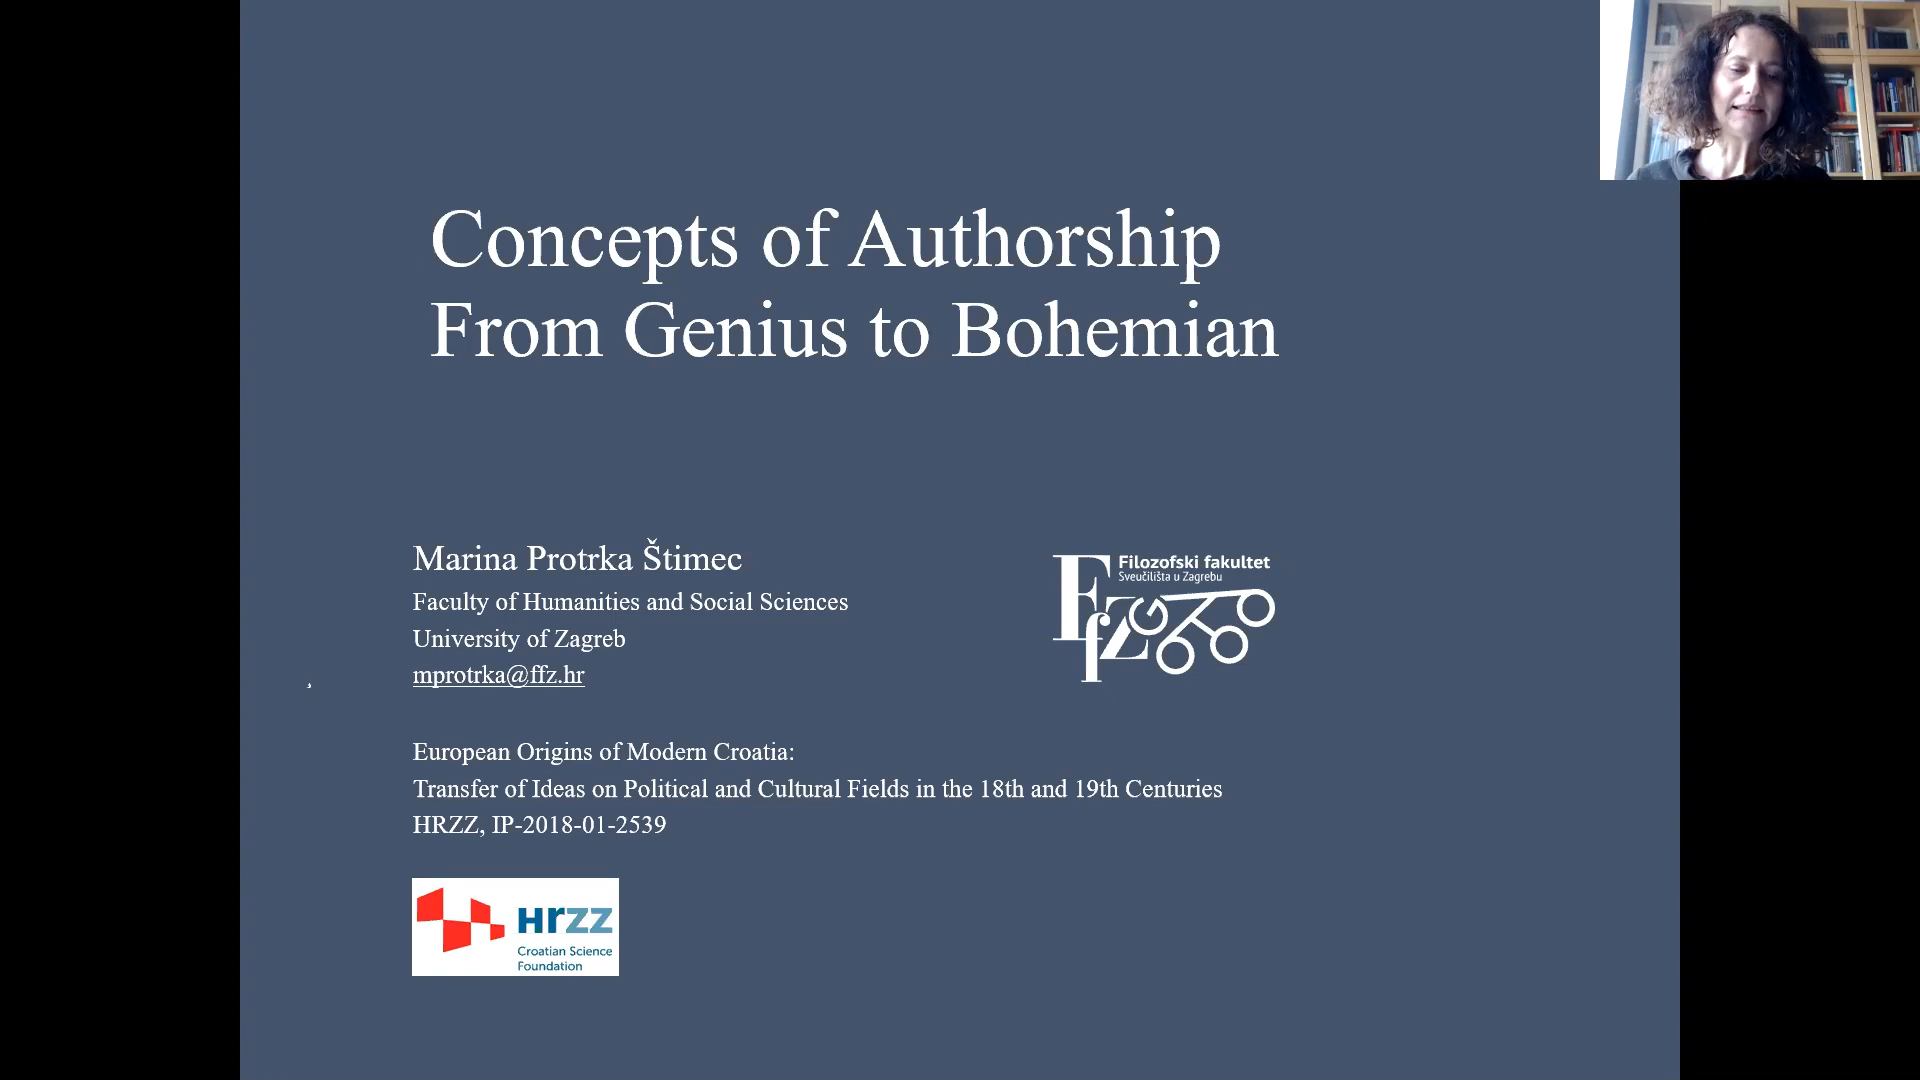 Concepts of Authorship
From Genius to Bohemian
Marina Protrka Štimec
Faculty of Humanities and Social Sciences
University of Zagreb
mprotrka@ffz.hr
Filozofski fakultet
Sveučilišta u Zagrebu
FfZG
European Origins of Modern Croatia:
Transfer of Ideas on Political and Cultural Fields in the 18th and 19th Centuries
HRZZ, IP-2018-01-2539
Hrzz
Croatian Science
Foundation